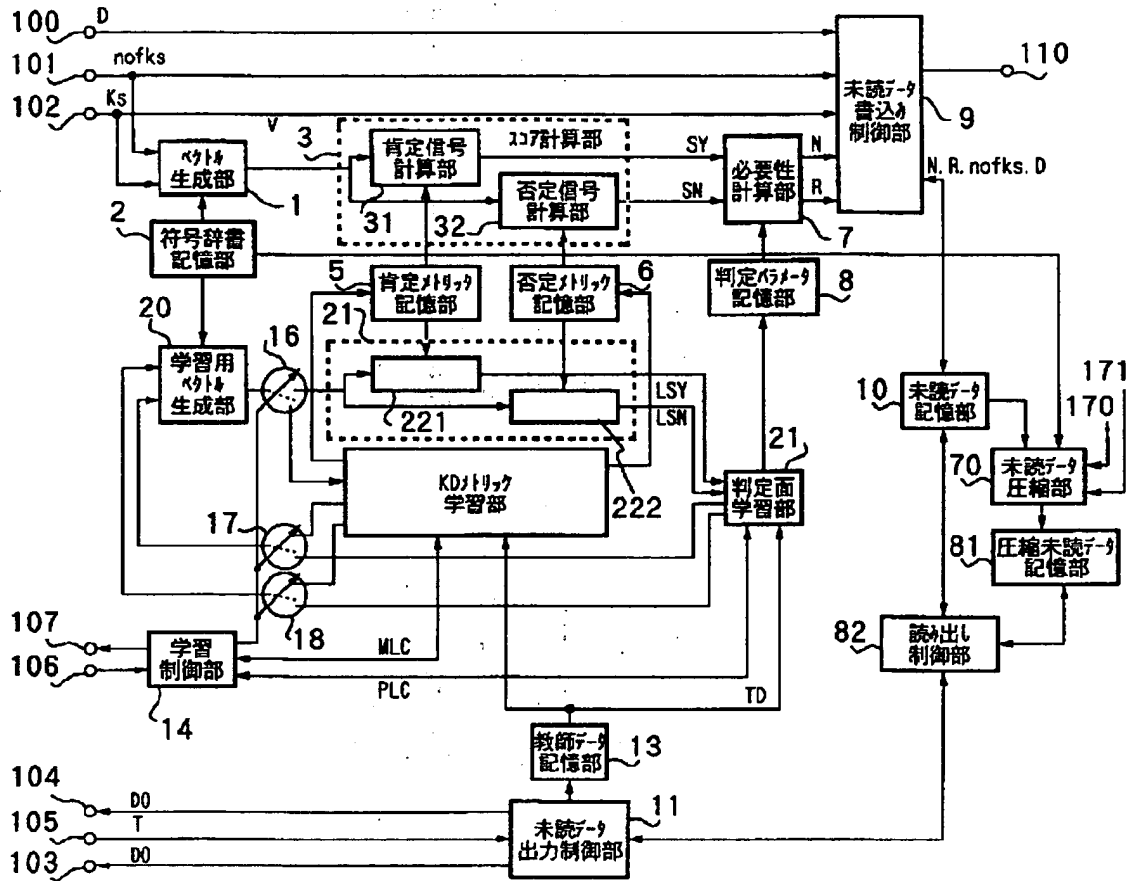 100 D
101 nofks
102 Ks
V
110
未読データ
書込み
制御部
9
3
スコア計算部
肯定信号
計算部
31
SY
N
ベクトル
生成部
1
否定信号
計算部
32
SN
必要性
計算部
R
7
N. R. nofks. D
2
符号辞書
記憶部
5
肯定メトリック
記憶部
否定メトリック
記憶部
6
判定パラメータ
記憶部
8
20
学習用
ベクトル
生成部
16
21
221
222
LSY
LSN
10
未読データ
記憶部
171
170
KDメトリック
学習部
21
判定面
学習部
70
未読データ
圧縮部
17
81
圧縮未読データ
記憶部
18
107
106
学習
制御部
14
MLC
PLC
TD
82
読み出し
制御部
教師データ
記憶部
13
104
DO
105
T
103
DO
未読データ
出力制御部
11